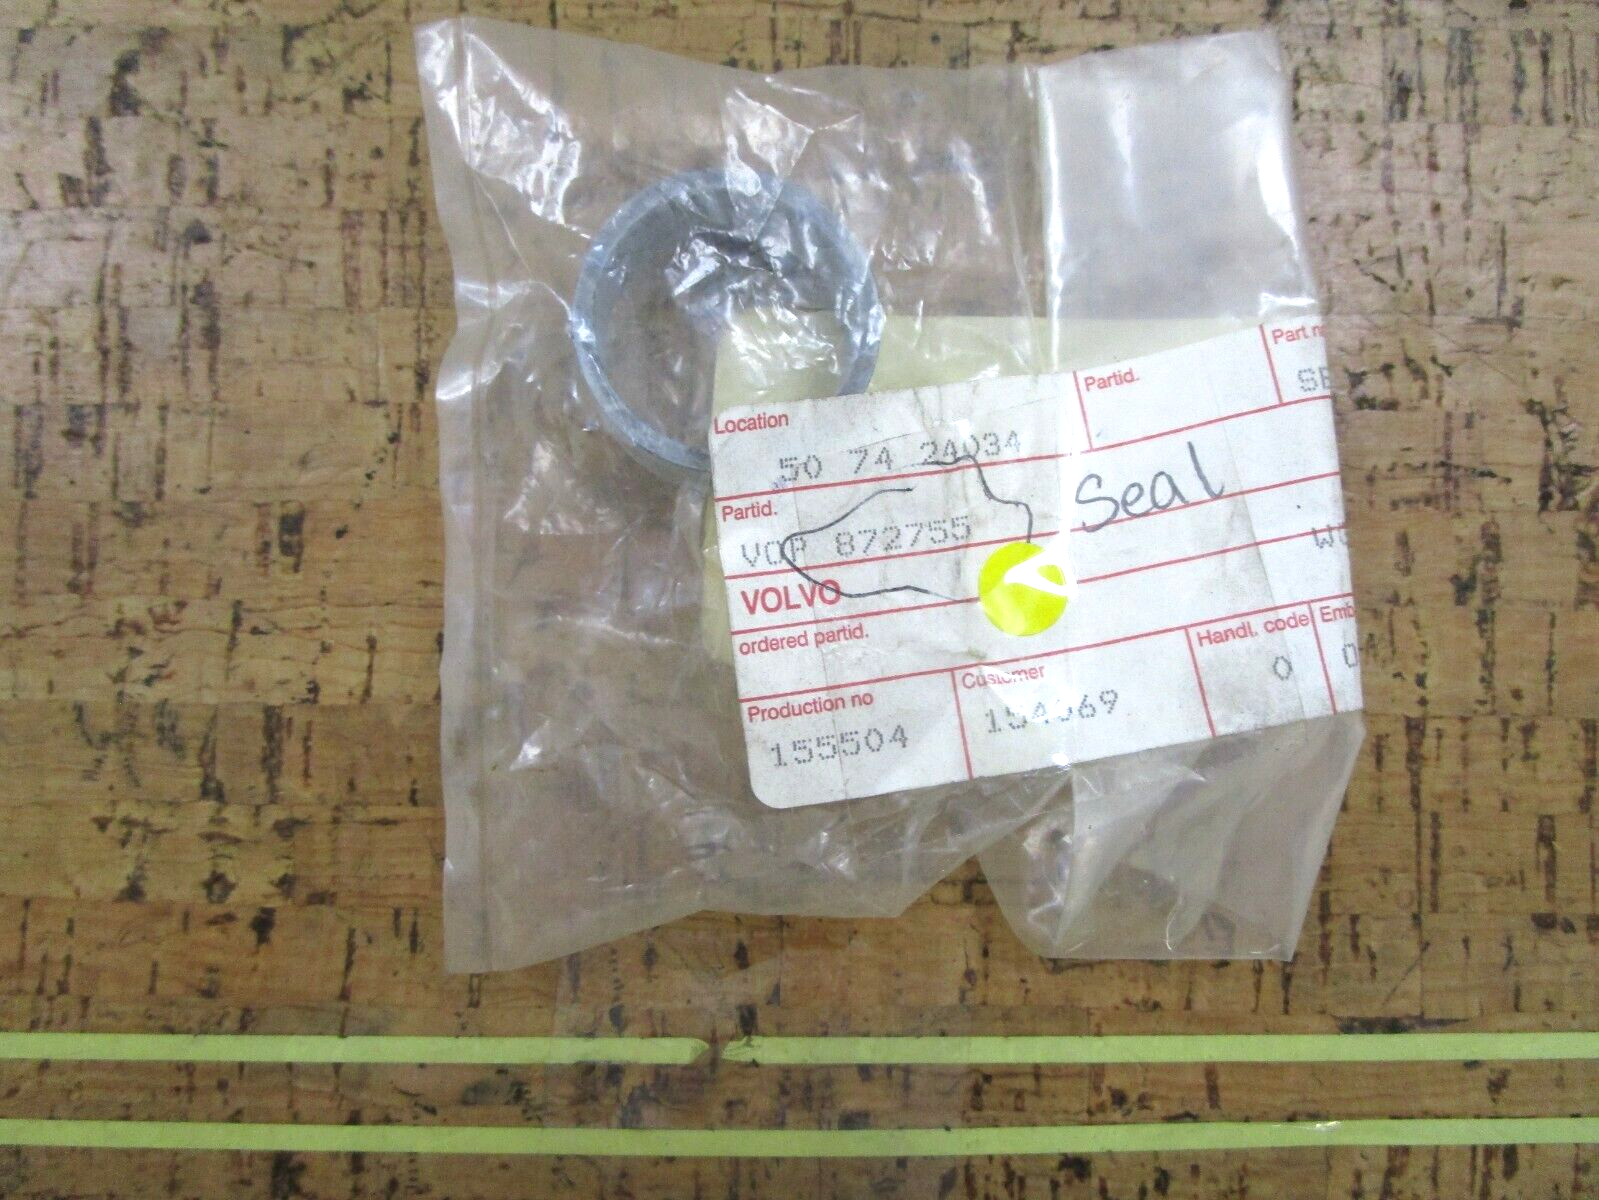 Location Partid. Part n
50 74 24034 SE
Partid. Seal
VOP 872755
VOLVO
ordered partid.
Production no Customer Handl. code Emb
155504 154069 0 0